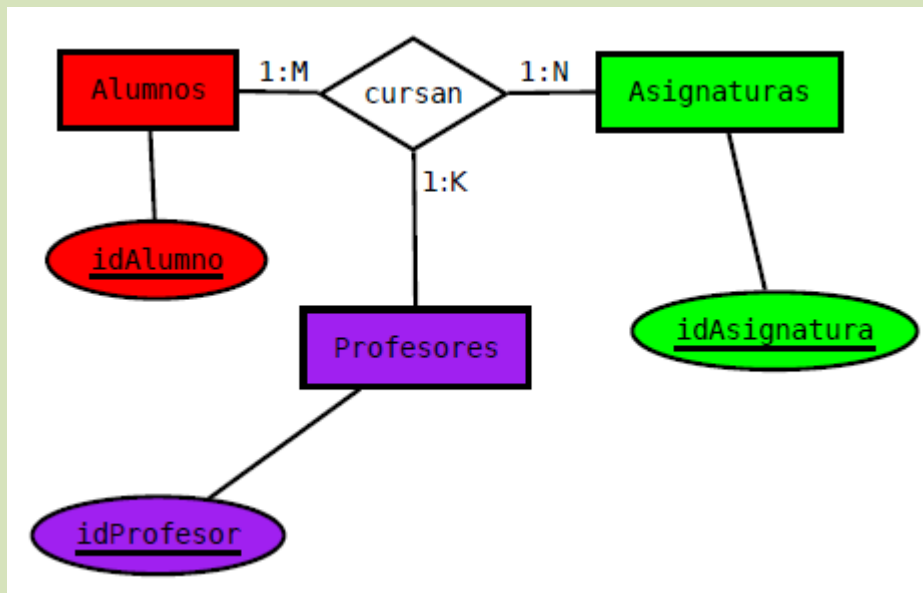 Alumnos
1:M
cursan
1:N
Asignaturas
1:K
idAlumno
Profesores
idAsignatura
idProfesor